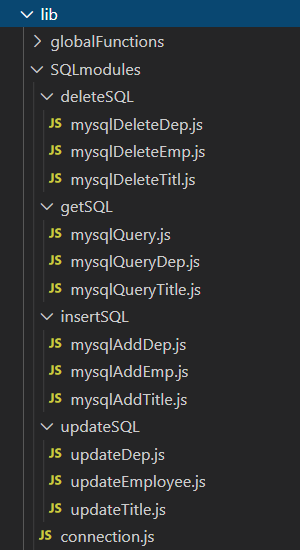 lib
globalFunctions
SQLmodules
deleteSQL
JS mysqlDeleteDep.js
JS mysqlDeleteEmp.js
JS mysqlDeleteTitl.js
getSQL
JS mysqlQuery.js
JS mysqlQueryDep.js
JS mysqlQueryTitle.js
insertSQL
JS mysqlAddDep.js
JS mysqlAddEmp.js
JS mysqlAddTitle.js
updateSQL
JS updateDep.js
JS updateEmployee.js
JS updateTitle.js
JS connection.js